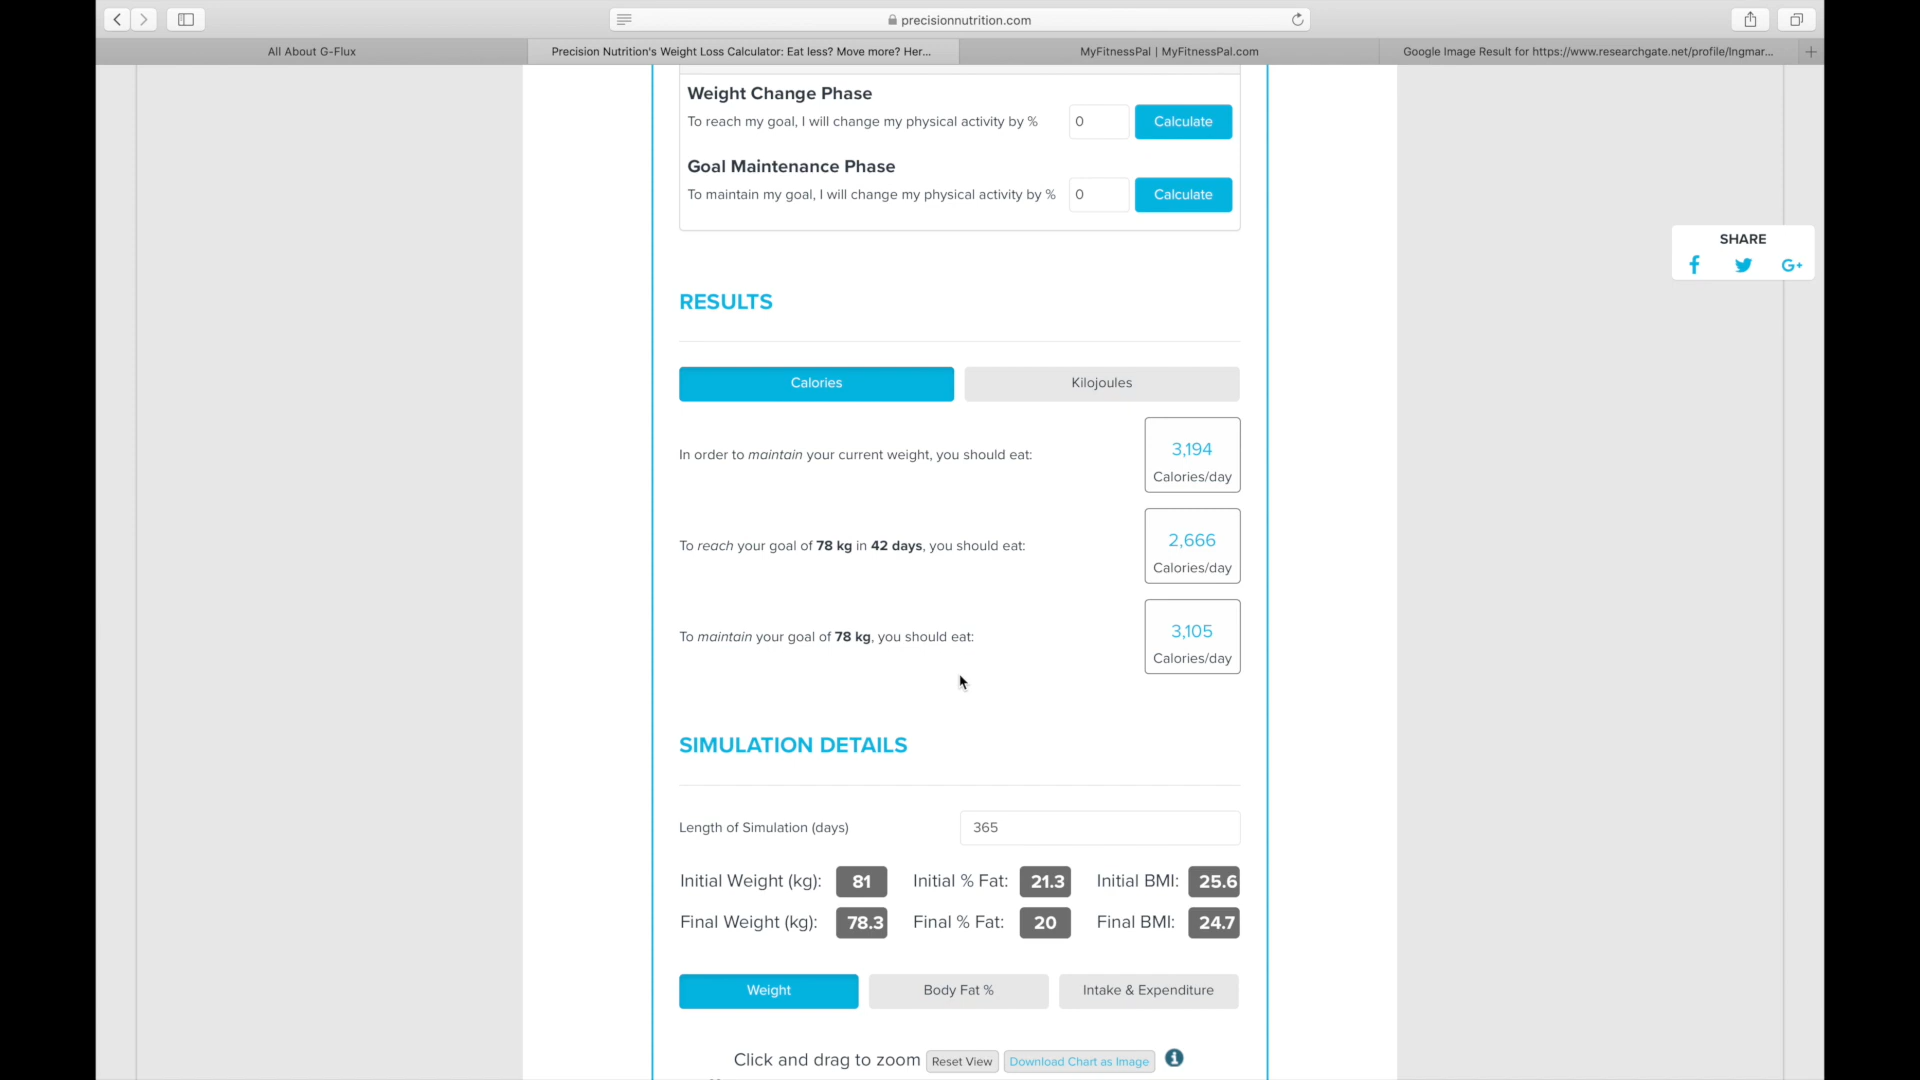 precisionnutrition.com
All About G-Flux
Precision Nutrition's Weight Loss Calculator: Eat less? Move more? Her...
MyFitnessPal | MyFitnessPal.com
Google Image Result for https://www.researchgate.net/profile/Ingmar...
Weight Change Phase
To reach my goal, I will change my physical activity by %
0
Calculate
Goal Maintenance Phase
To maintain my goal, I will change my physical activity by %
0
Calculate
SHARE
G+
RESULTS
Calories
Kilojoules
In order to maintain your current weight, you should eat:
3,194
Calories/day
To reach your goal of 78 kg in 42 days, you should eat:
2,666
Calories/day
To maintain your goal of 78 kg, you should eat:
3,105
Calories/day
SIMULATION DETAILS
Length of Simulation (days)
365
Initial Weight (kg): 81 Initial % Fat: 21.3 Initial BMI: 25.6
Final Weight (kg): 78.3 Final % Fat: 20 Final BMI: 24.7
Weight
Body Fat %
Intake & Expenditure
Click and drag to zoom Reset View Download Chart as Image